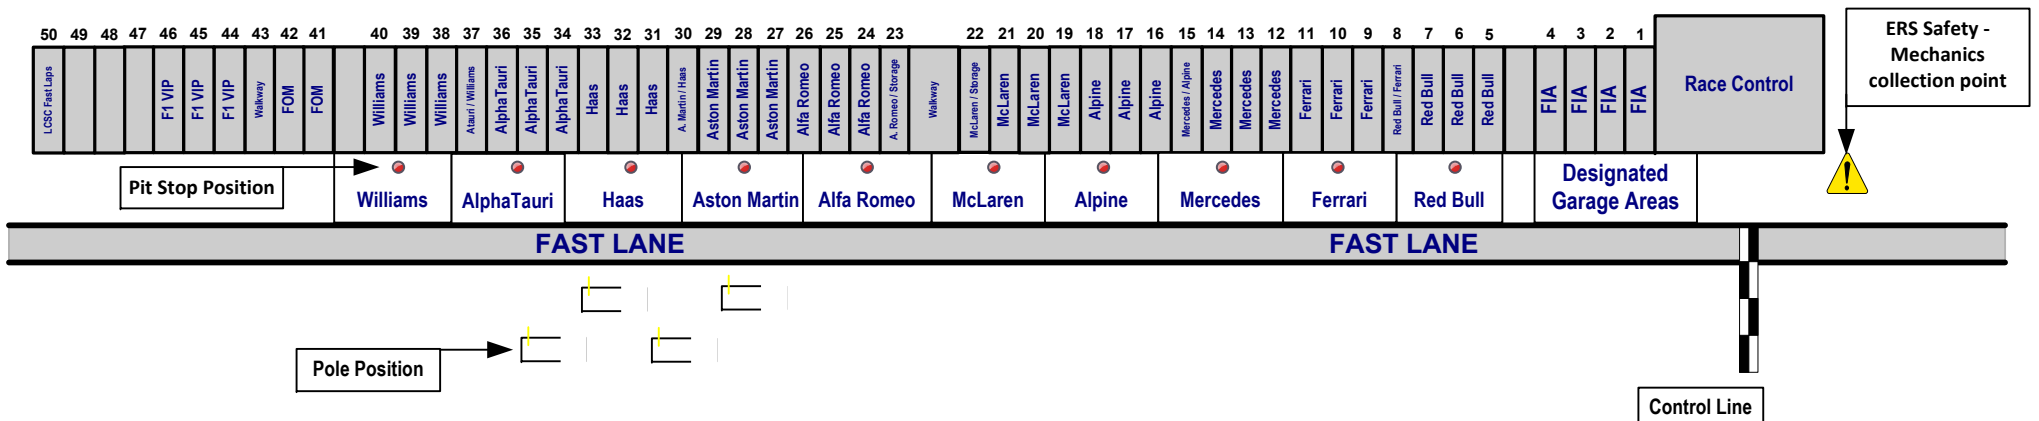 50 49 48 47 46 45 44 43 42 41 40 39 38 37 36 35 34 33 32 31 30 29 28 27 26 25 24 23 22 21 20 19 18 17 16 15 14 13 12 11 10 9 8 7 6 5 4 3 2 1
LCSC Fast Laps
F1 VIP
F1 VIP
F1 VIP
Walkway
FOM
FOM
Williams
Williams
Williams
Atauri / Williams
AlphaTauri
AlphaTauri
AlphaTauri
Haas
Haas
Haas
A. Martin / Haas
Aston Martin
Aston Martin
Aston Martin
Alfa Romeo
Alfa Romeo
Alfa Romeo
A. Romeo / Storage
Walkway
McLaren / Storage
McLaren
McLaren
McLaren
Alpine
Alpine
Alpine
Mercedes / Alpine
Mercedes
Mercedes
Mercedes
Ferrari
Ferrari
Ferrari
Red Bull / Ferrari
Red Bull
Red Bull
Red Bull
FIA
FIA
FIA
FIA
Race Control
ERS Safety -
Mechanics
collection point
Pit Stop Position
Williams
AlphaTauri
Haas
Aston Martin
Alfa Romeo
McLaren
Alpine
Mercedes
Ferrari
Red Bull
Designated
Garage Areas
FAST LANE
FAST LANE
Pole Position
Control Line